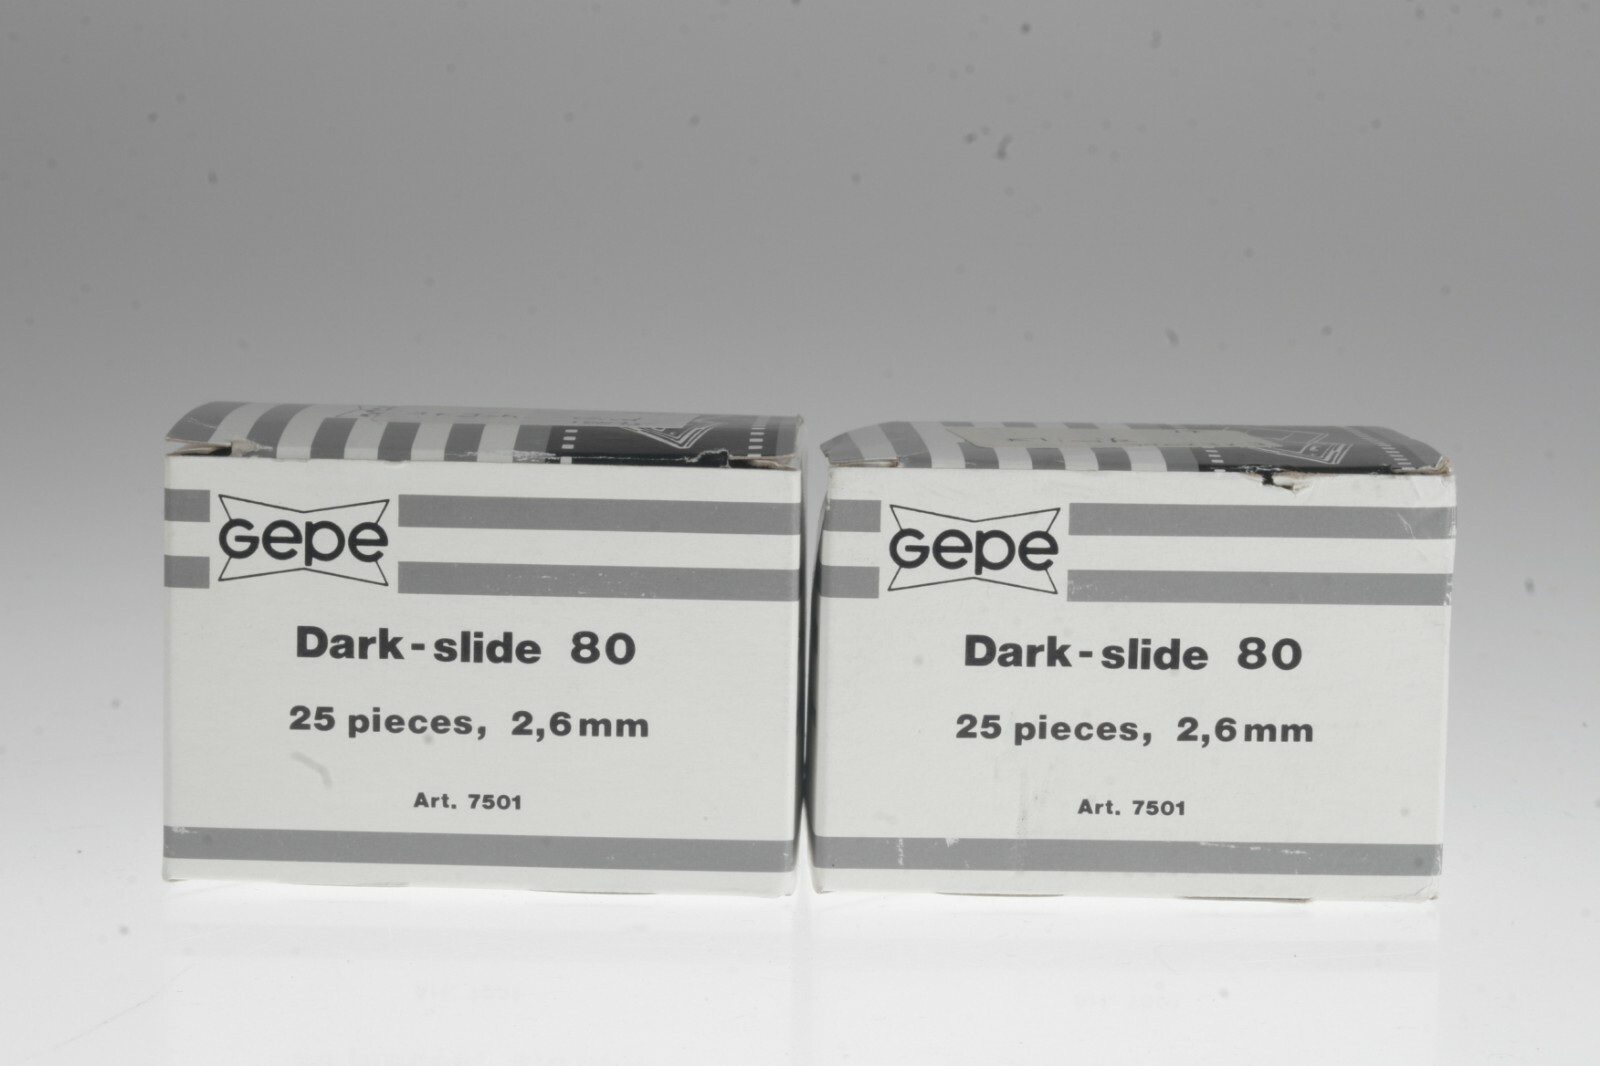 Gepe
Dark-slide 80
25 pieces, 2,6mm
Art. 7501
Gepe
Dark-slide 80
25 pieces, 2,6mm
Art. 7501